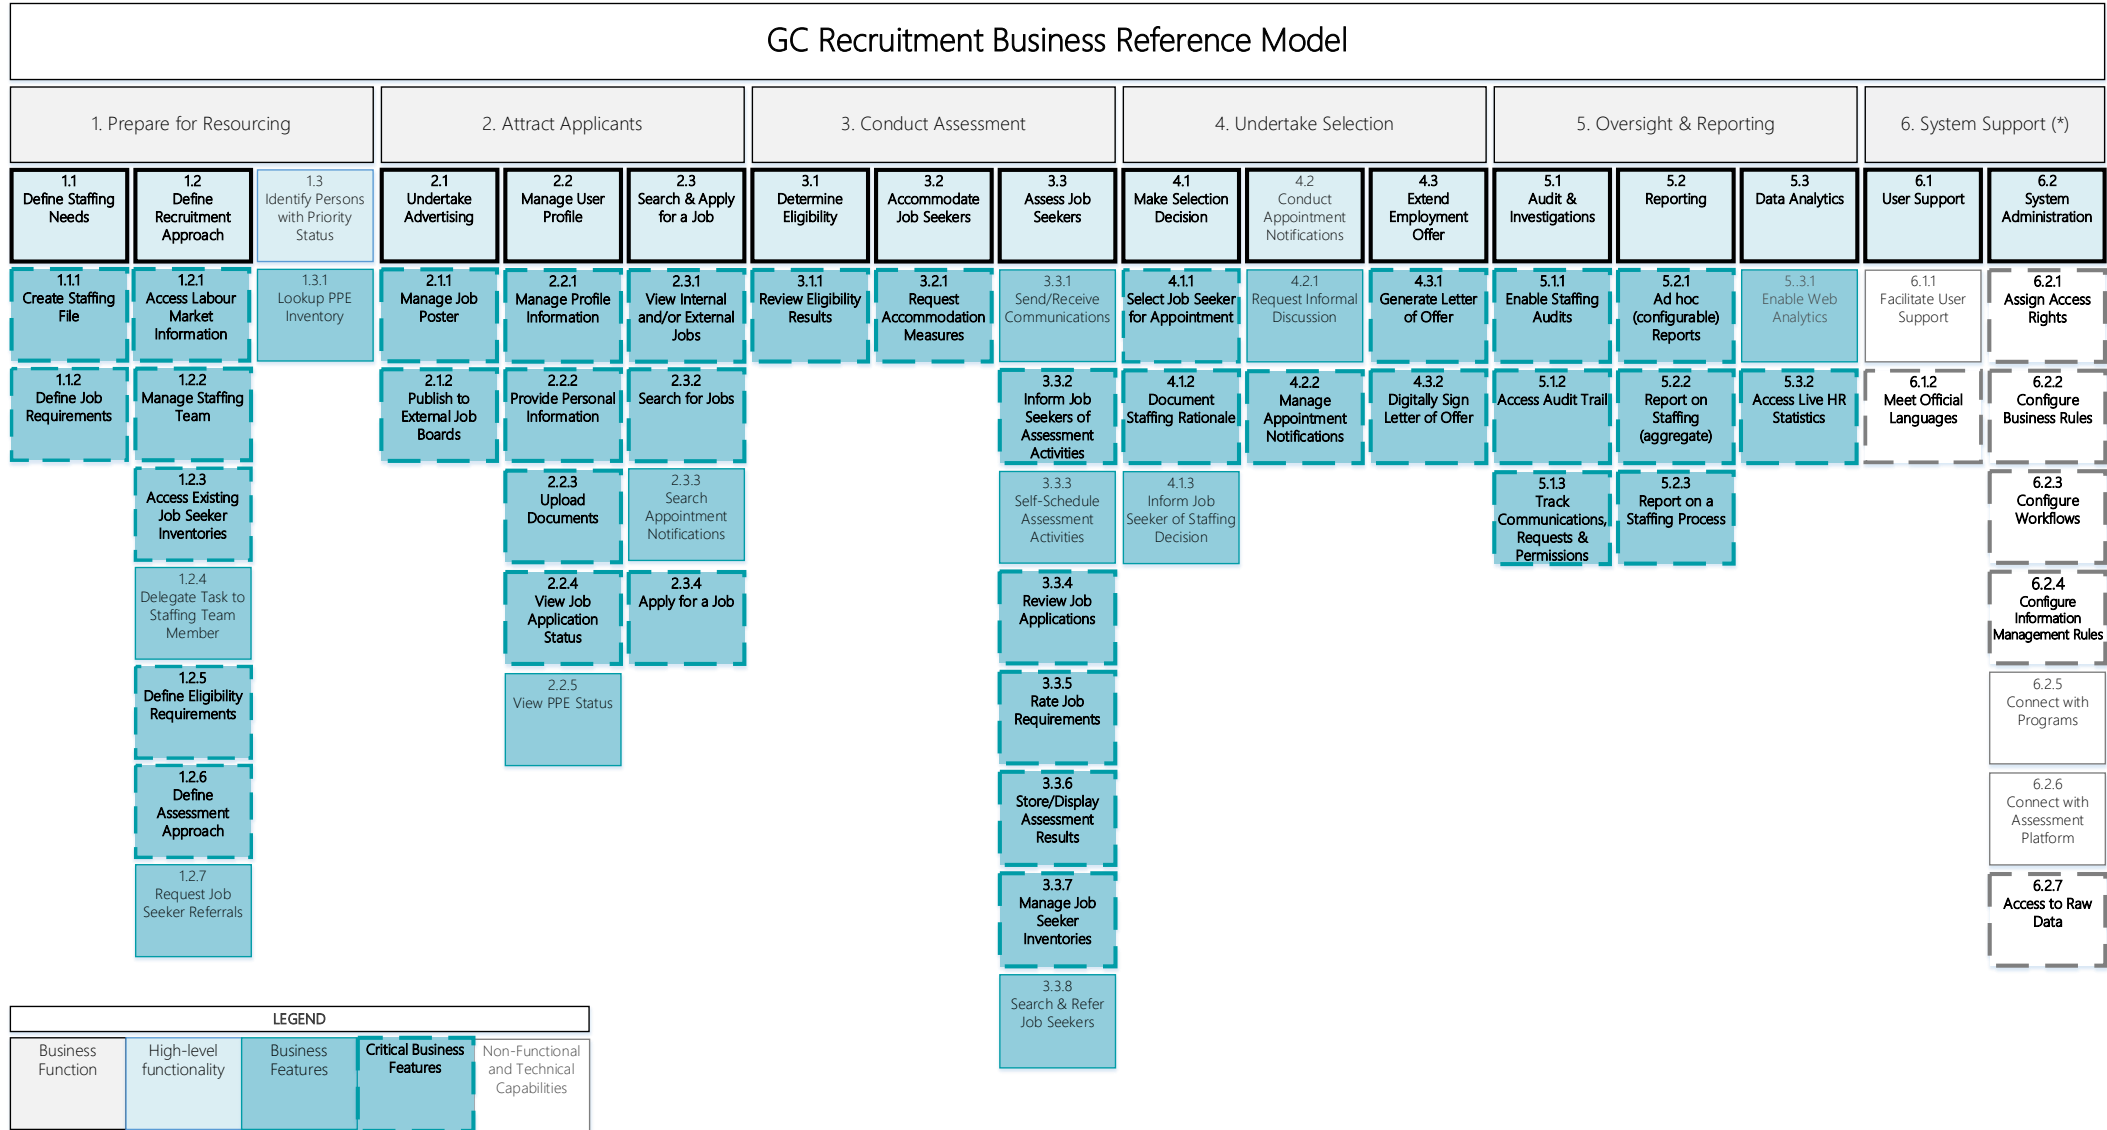 GC Recruitment Business Reference Model
1. Prepare for Resourcing
2. Attract Applicants
3. Conduct Assessment
4. Undertake Selection
5. Oversight & Reporting
6. System Support (*)
1.1
Define Staffing
Needs
1.2
Define
Recruitment
Approach
1.3
Identify Persons
with Priority
Status
2.1
Undertake
Advertising
2.2
Manage User
Profile
2.3
Search & Apply
for a Job
3.1
Determine
Eligibility
3.2
Accommodate
Job Seekers
3.3
Assess Job
Seekers
4.1
Make Selection
Decision
4.2
Conduct
Appointment
Notifications
4.3
Extend
Employment
Offer
5.1
Audit &
Investigations
5.2
Reporting
5.3
Data Analytics
6.1
User Support
6.2
System
Administration
1.1.1
Create Staffing
File
1.2.1
Access Labour
Market
Information
1.3.1
Lookup PPE
Inventory
2.1.1
Manage Job
Poster
2.2.1
Manage Profile
Information
2.3.1
View Internal
and/or External
Jobs
3.1.1
Review Eligibility
Results
3.2.1
Request
Accommodation
Measures
3.3.1
Send/Receive
Communications
4.1.1
Select Job Seeker
for Appointment
4.2.1
Request Informal
Discussion
4.3.1
Generate Letter
of Offer
5.1.1
Enable Staffing
Audits
5.2.1
Ad hoc
(configurable)
Reports
5..3.1
Enable Web
Analytics
6.1.1
Facilitate User
Support
6.2.1
Assign Access
Rights
1.1.2
Define Job
Requirements
1.2.2
Manage Staffing
Team
2.1.2
Publish to
External Job
Boards
2.2.2
Provide Personal
Information
2.3.2
Search for Jobs
3.3.2
Inform Job
Seekers of
Assessment
Activities
4.1.2
Document
Staffing Rationale
4.2.2
Manage
Appointment
Notifications
4.3.2
Digitally Sign
Letter of Offer
5.1.2
Access Audit Trail
5.2.2
Report on
Staffing
(aggregate)
5.3.2
Access Live HR
Statistics
6.1.2
Meet Official
Languages
6.2.2
Configure
Business Rules
1.2.3
Access Existing
Job Seeker
Inventories
2.2.3
Upload
Documents
2.3.3
Search
Appointment
Notifications
3.3.3
Self-Schedule
Assessment
Activities
4.1.3
Inform Job
Seeker of Staffing
Decision
5.1.3
Track
Communications,
Requests &
Permissions
5.2.3
Report on a
Staffing Process
6.2.3
Configure
Workflows
1.2.4
Delegate Task to
Staffing Team
Member
2.2.4
View Job
Application
Status
2.3.4
Apply for a Job
3.3.4
Review Job
Applications
6.2.4
Configure
Information
Management Rules
1.2.5
Define Eligibility
Requirements
2.2.5
View PPE Status
3.3.5
Rate Job
Requirements
6.2.5
Connect with
Programs
1.2.6
Define
Assessment
Approach
3.3.6
Store/Display
Assessment
Results
6.2.6
Connect with
Assessment
Platform
1.2.7
Request Job
Seeker Referrals
3.3.7
Manage Job
Seeker
Inventories
6.2.7
Access to Raw
Data
3.3.8
Search & Refer
Job Seekers
LEGEND
Business
Function
High-level
functionality
Business
Features
Critical Business
Features
Non-Functional
and Technical
Capabilities